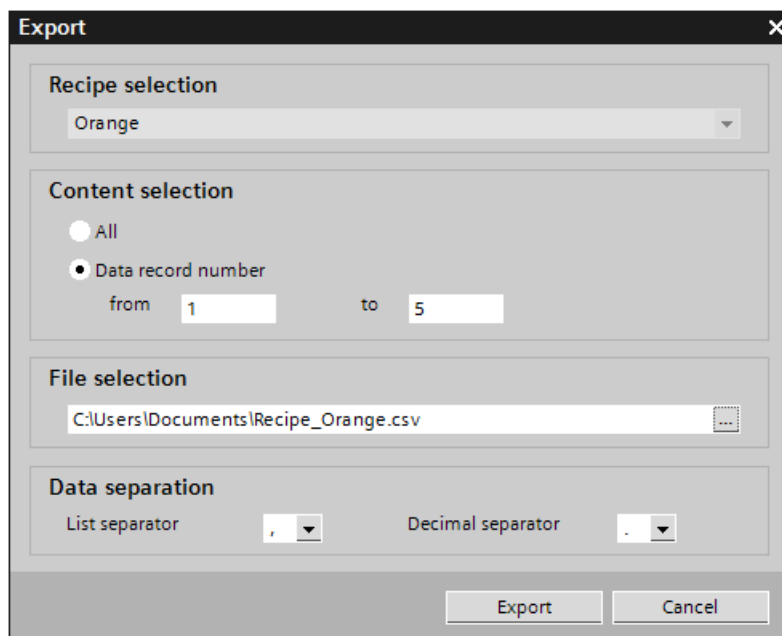 Export
Recipe selection
Orange
Content selection
All
Data record number
from 1 to 5
File selection
C:\Users\Documents\Recipe_Orange.csv ...
Data separation
List separator , Decimal separator .
Export Cancel